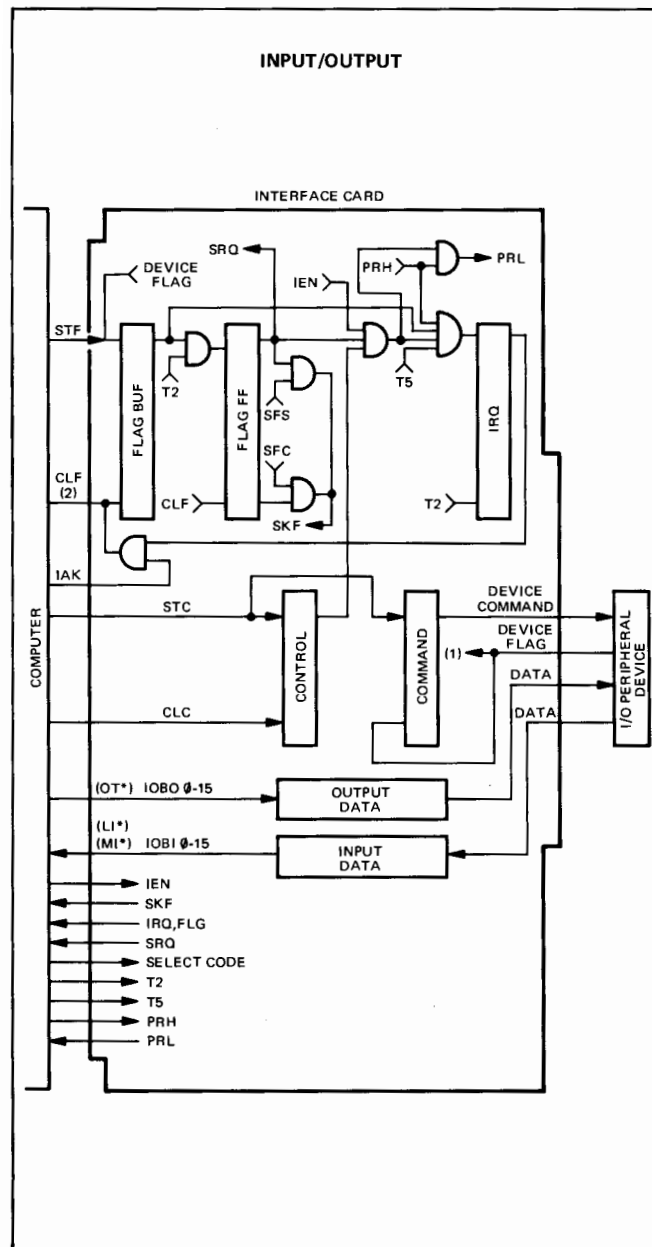 INPUT/OUTPUT
INTERFACE CARD
SRQ
DEVICE
FLAG
IEN
PRH
PRL
STF
FLAG BUF
T2
FLAG FF
SFS
T5
IRQ
SFC
CLF
(2)
CLF
SKF
T2
IAK
COMPUTER
STC
CONTROL
COMMAND
DEVICE
COMMAND
DEVICE
FLAG
(1)
DATA
DATA
I/O PERIPHERAL
DEVICE
CLC
(OT*) IOBO 0-15
OUTPUT
DATA
(LI*)
(MI*) IOBI 0-15
INPUT
DATA
IEN
SKF
IRQ,FLG
SRQ
SELECT CODE
T2
T5
PRH
PRL